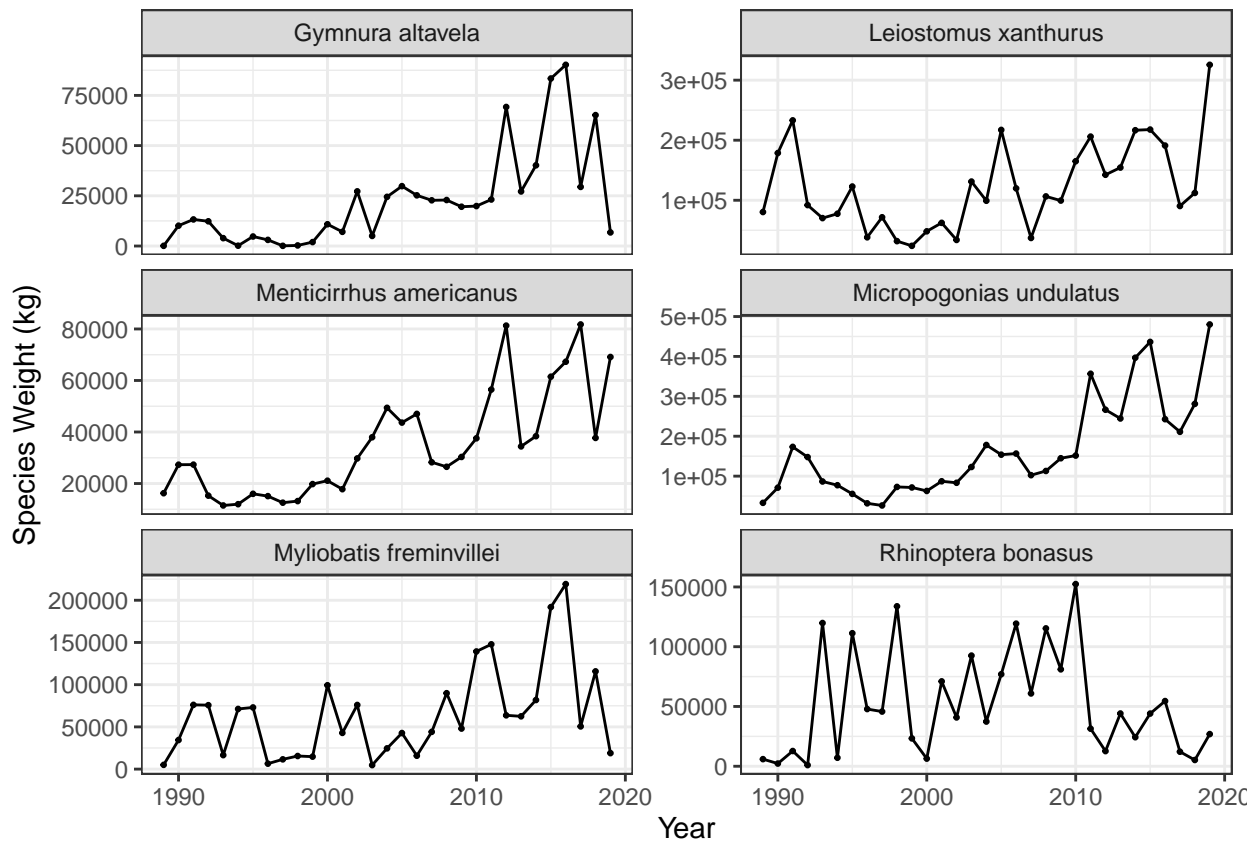 Gymnura altavela
Leiostomus xanthurus
75000
50000
25000
0
3e+05
2e+05
1e+05
Menticirrhus americanus
Micropogonias undulatus
80000
60000
40000
20000
5e+05
4e+05
3e+05
2e+05
1e+05
Myliobatis freminvillei
Rhinoptera bonasus
200000
150000
100000
50000
0
150000
100000
50000
0
1990
2000
2010
2020
1990
2000
2010
2020
Species Weight (kg)
Year